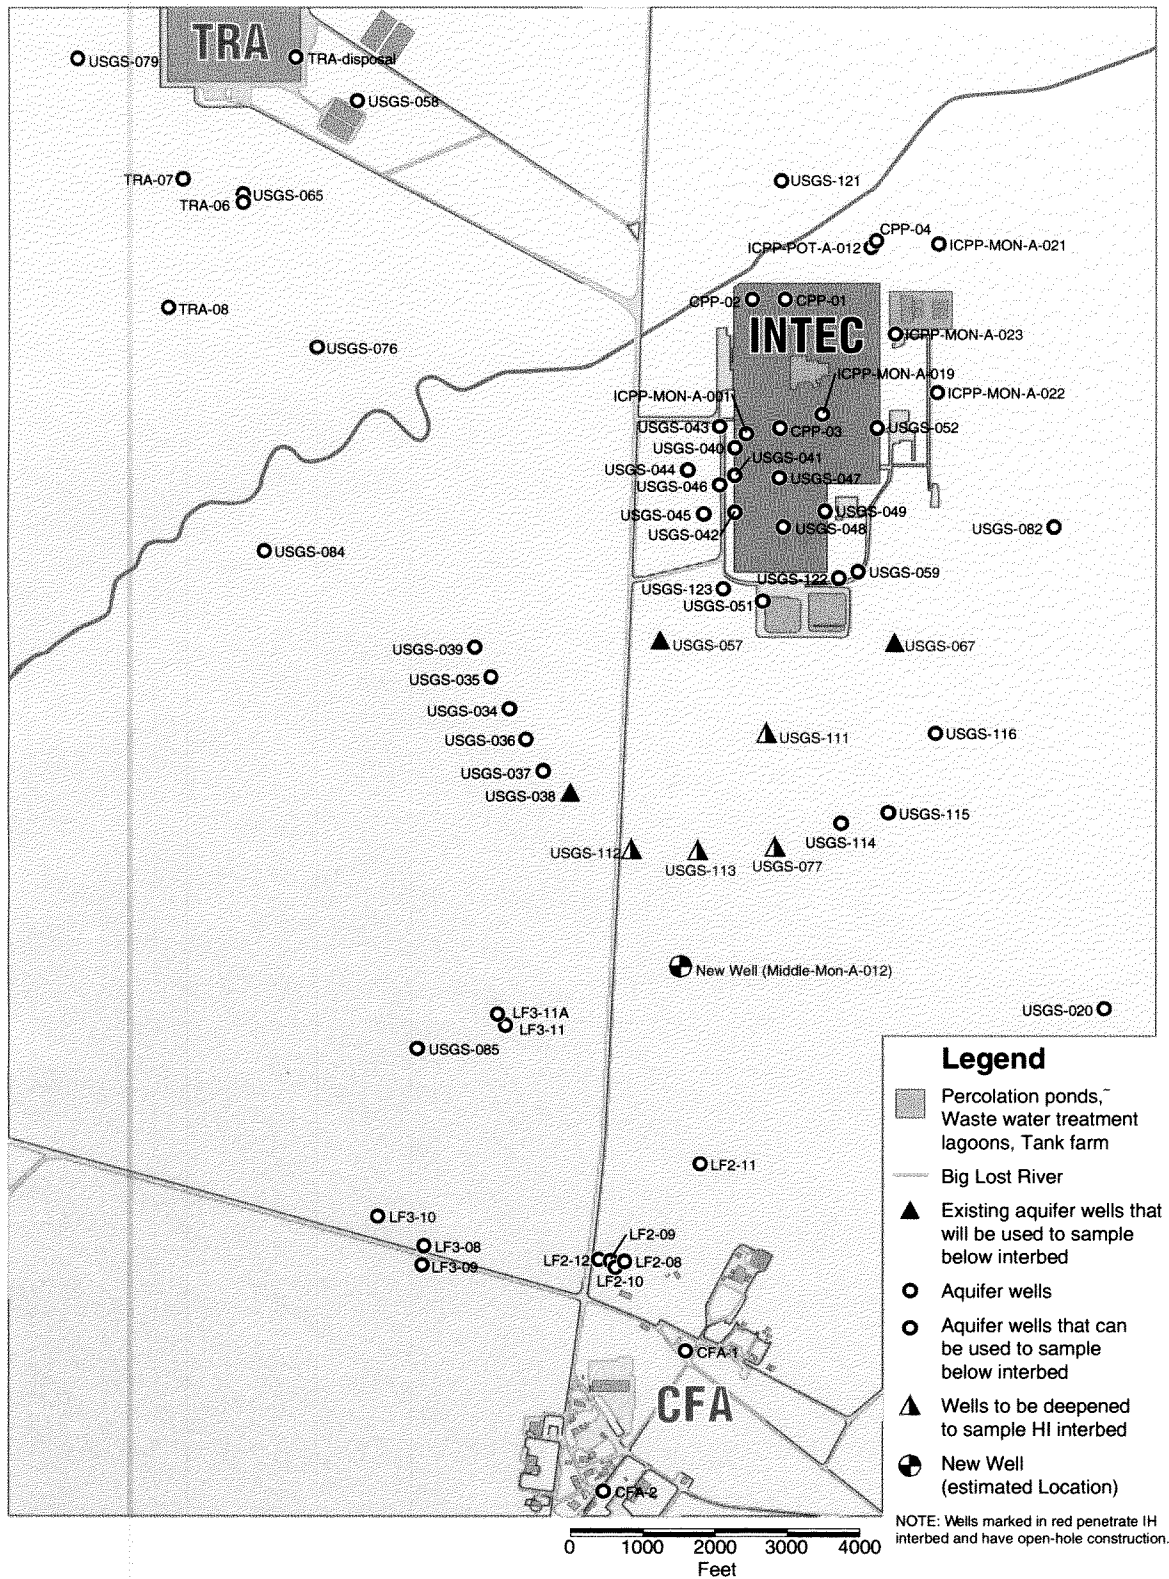 TRA
USGS-079
TRA-disposal
USGS-058
TRA-07
USGS-065
TRA-06
USGS-121
CPP-04
ICPP-POT-A-012
ICPP-MON-A-021
TRA-08
CPP-02
CPP-01
INTEC
ICPP-MON-A-023
USGS-076
ICPP-MON-A-019
ICPP-MON-A-001
ICPP-MON-A-022
USGS-043
CPP-03
USGS-052
USGS-040
USGS-041
USGS-044
USGS-047
USGS-046
USGS-045
USGS-049
USGS-042
USGS-048
USGS-082
USGS-084
USGS-059
USGS-122
USGS-123
USGS-051
USGS-057
USGS-067
USGS-039
USGS-035
USGS-034
USGS-036
USGS-111
USGS-116
USGS-037
USGS-038
USGS-115
USGS-114
USGS-112
USGS-113
USGS-077
New Well (Middle-Mon-A-012)
LF3-11A
LF3-11
USGS-020
USGS-085
LF2-11
LF3-10
LF3-08
LF3-09
LF2-09
LF2-12
LF2-08
LF2-10
CFA-1
CFA
CFA-2
Legend
Percolation ponds,~
Waste water treatment
lagoons, Tank farm
Big Lost River
Existing aquifer wells that
will be used to sample
below interbed
Aquifer wells
Aquifer wells that can
be used to sample
below interbed
Wells to be deepened
to sample HI interbed
New Well
(estimated Location)
NOTE: Wells marked in red penetrate IH
interbed and have open-hole construction.
0 1000 2000 3000 4000
Feet